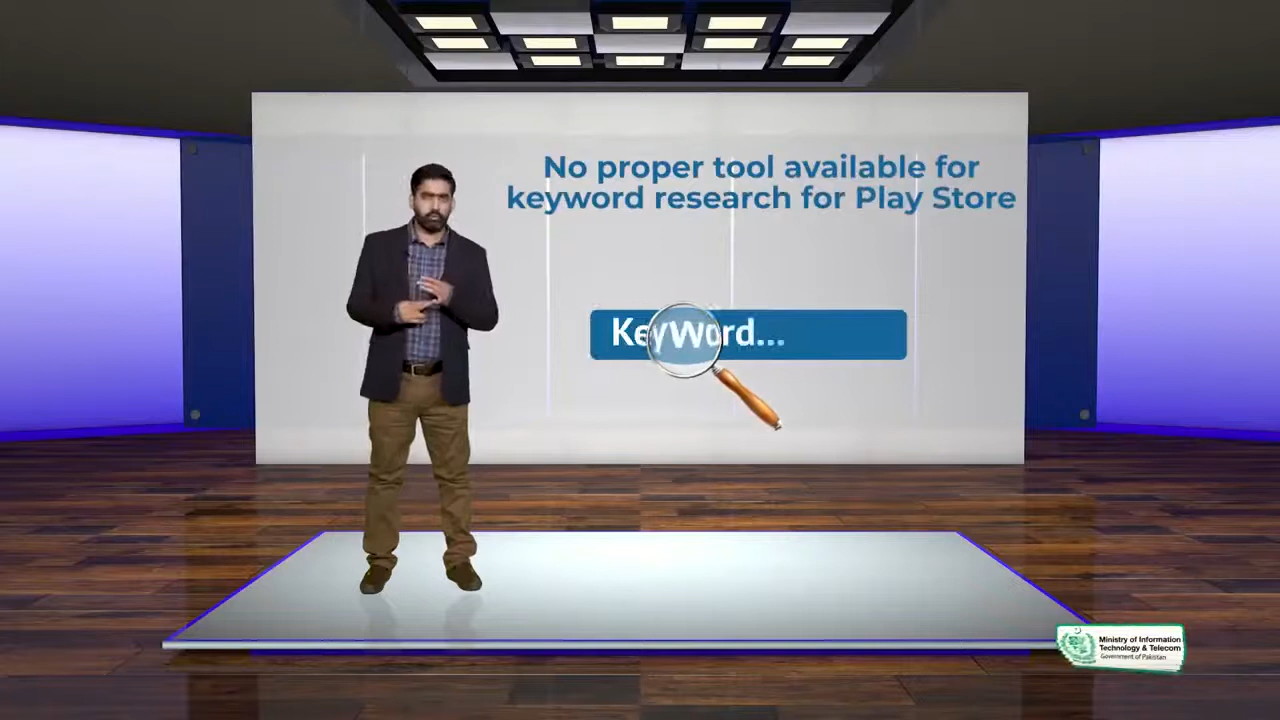 No proper tool available for
keyword research for Play Store
KeyWord...
Ministry of Information
Technology & Telecom
Government of Pakistan